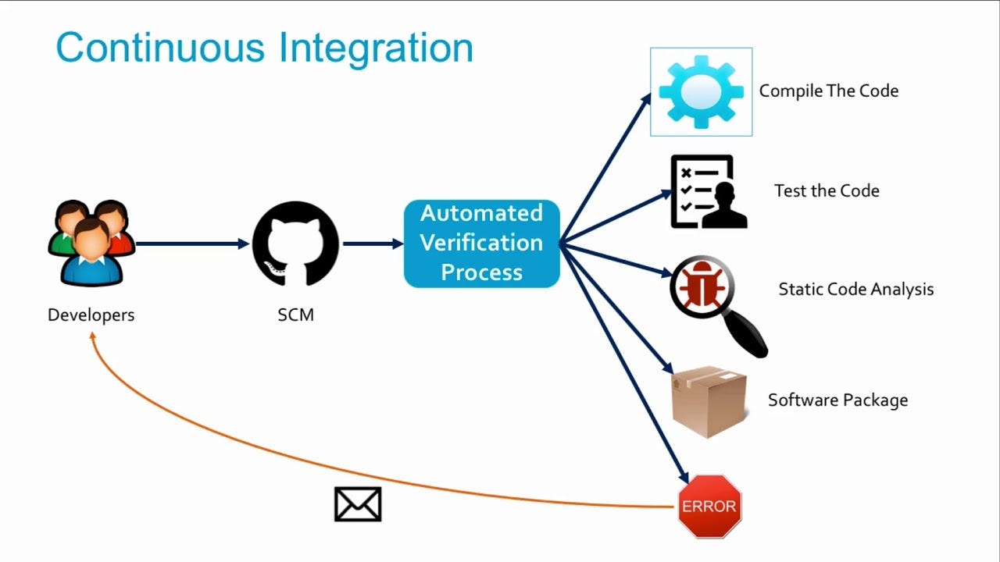 Continuous Integration
Compile The Code
Test the Code
Automated
Verification
Process
Static Code Analysis
Developers
SCM
Software Package
ERROR